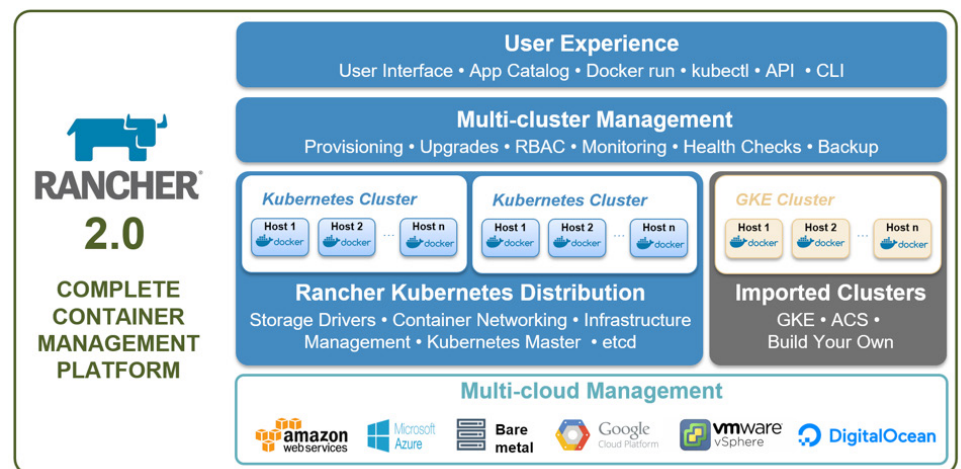 RANCHER®
2.0
COMPLETE
CONTAINER
MANAGEMENT
PLATFORM
User Experience
User Interface • App Catalog • Docker run • kubectl • API • CLI
Multi-cluster Management
Provisioning • Upgrades • RBAC • Monitoring • Health Checks • Backup
Kubernetes Cluster
Host 1
docker
Host 2
docker
...
Host n
docker
Kubernetes Cluster
Host 1
docker
Host 2
docker
...
Host n
docker
Rancher Kubernetes Distribution
Storage Drivers • Container Networking • Infrastructure
Management • Kubernetes Master • etcd
GKE Cluster
Host 1
docker
Host 2
docker
...
Host n
docker
Imported Clusters
GKE • ACS •
Build Your Own
Multi-cloud Management
amazon
webservices
Microsoft
Azure
Bare
metal
Google
Cloud Platform
vmware
vSphere
DigitalOcean